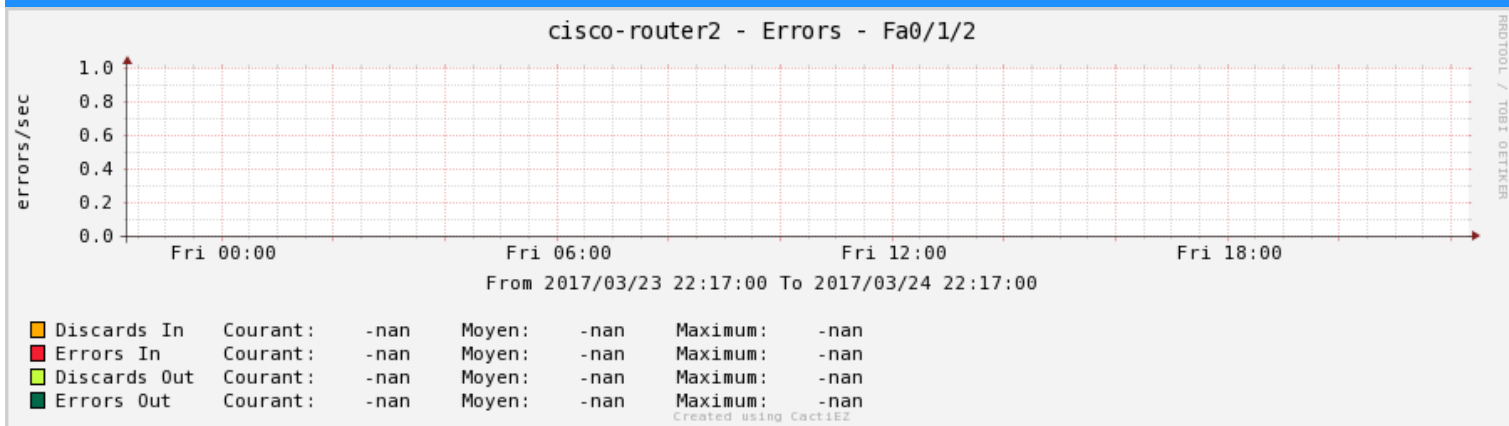 cisco-router2 - Errors - Fa0/1/2
RRDTOOL / TOBI OETIKER
errors/sec
1.0
0.8
0.6
0.4
0.2
0.0
Fri 00:00 Fri 06:00 Fri 12:00 Fri 18:00
From 2017/03/23 22:17:00 To 2017/03/24 22:17:00
Discards In Courant: -nan Moyen: -nan Maximum: -nan
Errors In Courant: -nan Moyen: -nan Maximum: -nan
Discards Out Courant: -nan Moyen: -nan Maximum: -nan
Errors Out Courant: -nan Moyen: -nan Maximum: -nan
Created using CactiEZ